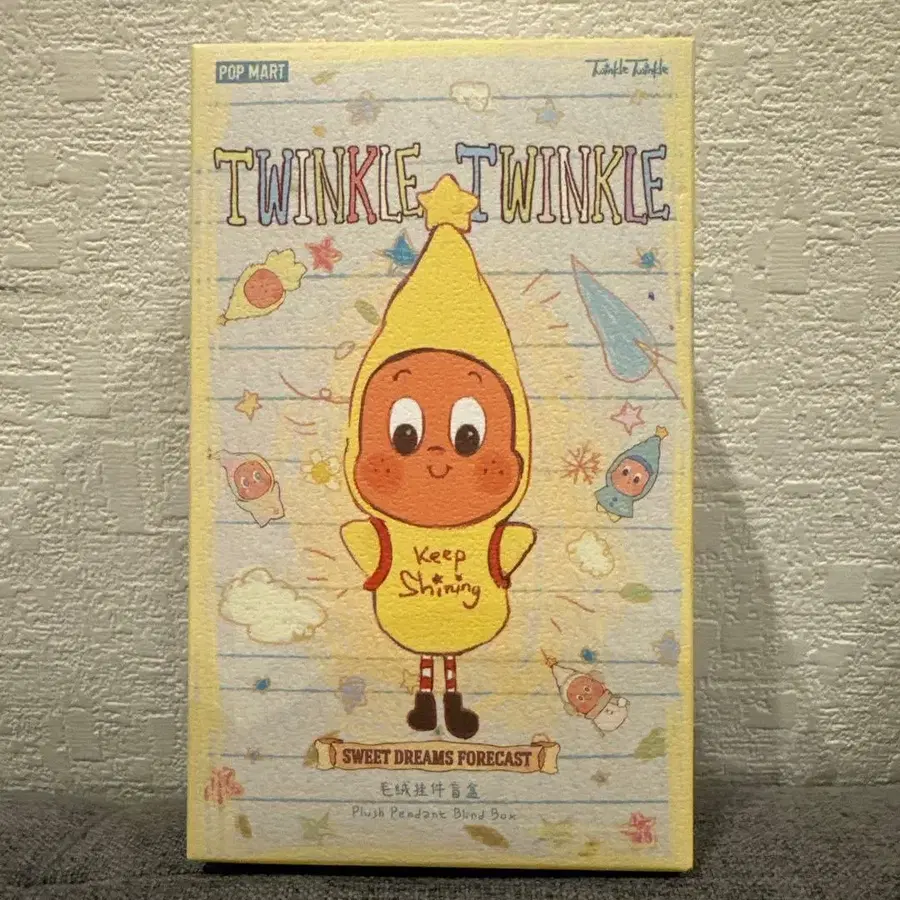 POP MART
Twinkle Twinkle
TWINKLE TWINKLE
Keep
Shining
SWEET DREAMS FORECAST
毛绒挂件盲盒
Plush Pendant Blind Box